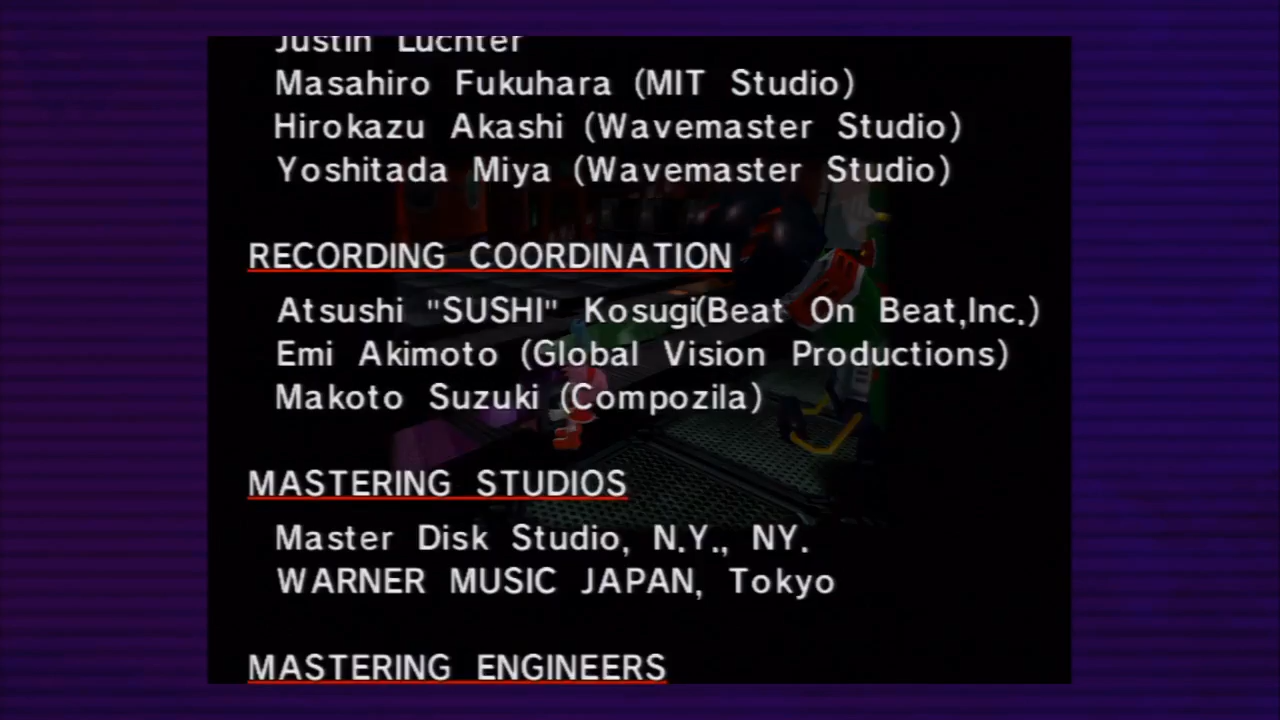 Justin Luchter
Masahiro Fukuhara (MIT Studio)
Hirokazu Akashi (Wavemaster Studio)
Yoshitada Miya (Wavemaster Studio)
RECORDING COORDINATION
Atsushi "SUSHI" Kosugi(Beat On Beat,Inc.)
Emi Akimoto (Global Vision Productions)
Makoto Suzuki (Compozila)
MASTERING STUDIOS
Master Disk Studio, N.Y., NY.
WARNER MUSIC JAPAN, Tokyo
MASTERING ENGINEERS